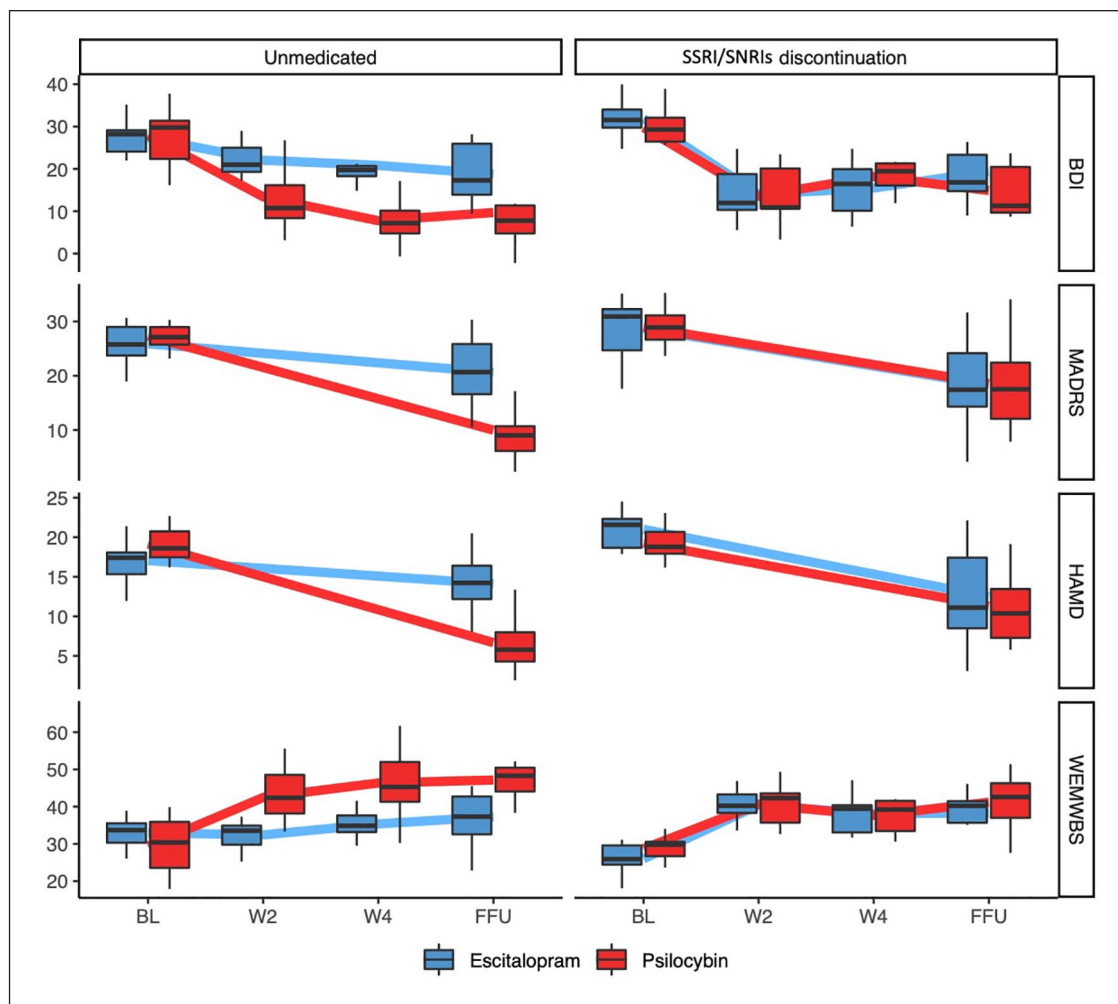 Unmedicated
SSRI/SNRIs discontinuation
40
30
20
10
0
BDI
30
20
10
MADRS
25
20
15
10
5
HAMD
60
50
40
30
20
WEMWBS
BL W2 W4 FFU
BL W2 W4 FFU
Escitalopram Psilocybin